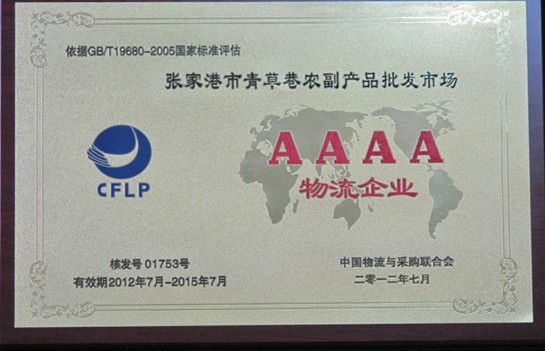 依据GB/T19680-2005国家标准评估
张家港市青草巷农副产品批发市场
AAAA
物流企业
CFLP
核发号 01753号
有效期2012年7月-2015年7月
中国物流与采购联合会
二零一二年七月